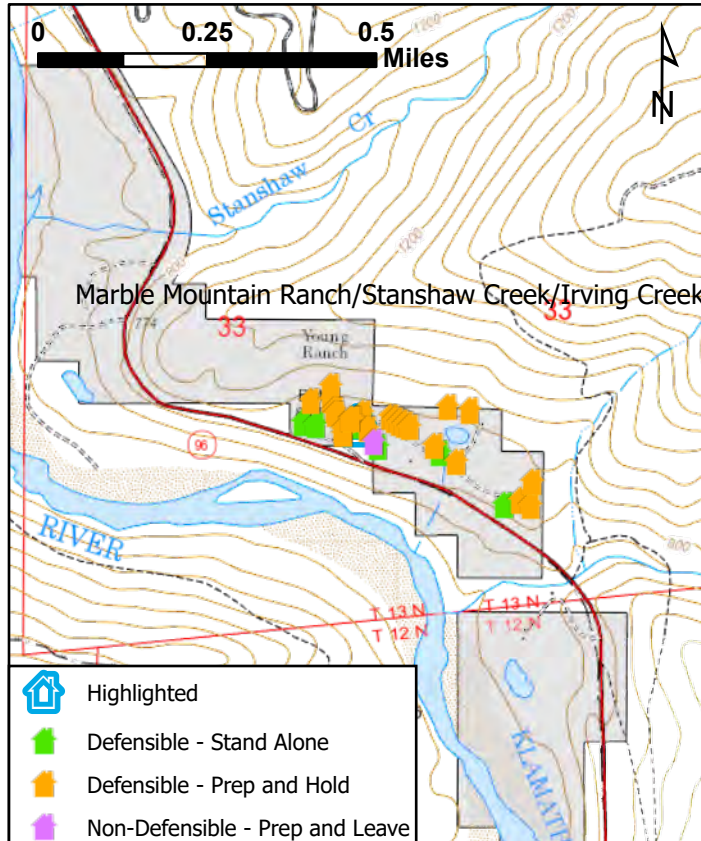 0 0.25 0.5
Miles
N
1200
1200
Stanshaw Cr
1200
800
Marble Mountain Ranch/Stanshaw Creek/Irving Creek
774
33
33
Young
Ranch
96
RIVER
800
T 13 N
T 13 N
T 12 N
T 12 N
KLAMATH
Highlighted
Defensible - Stand Alone
Defensible - Prep and Hold
Non-Defensible - Prep and Leave